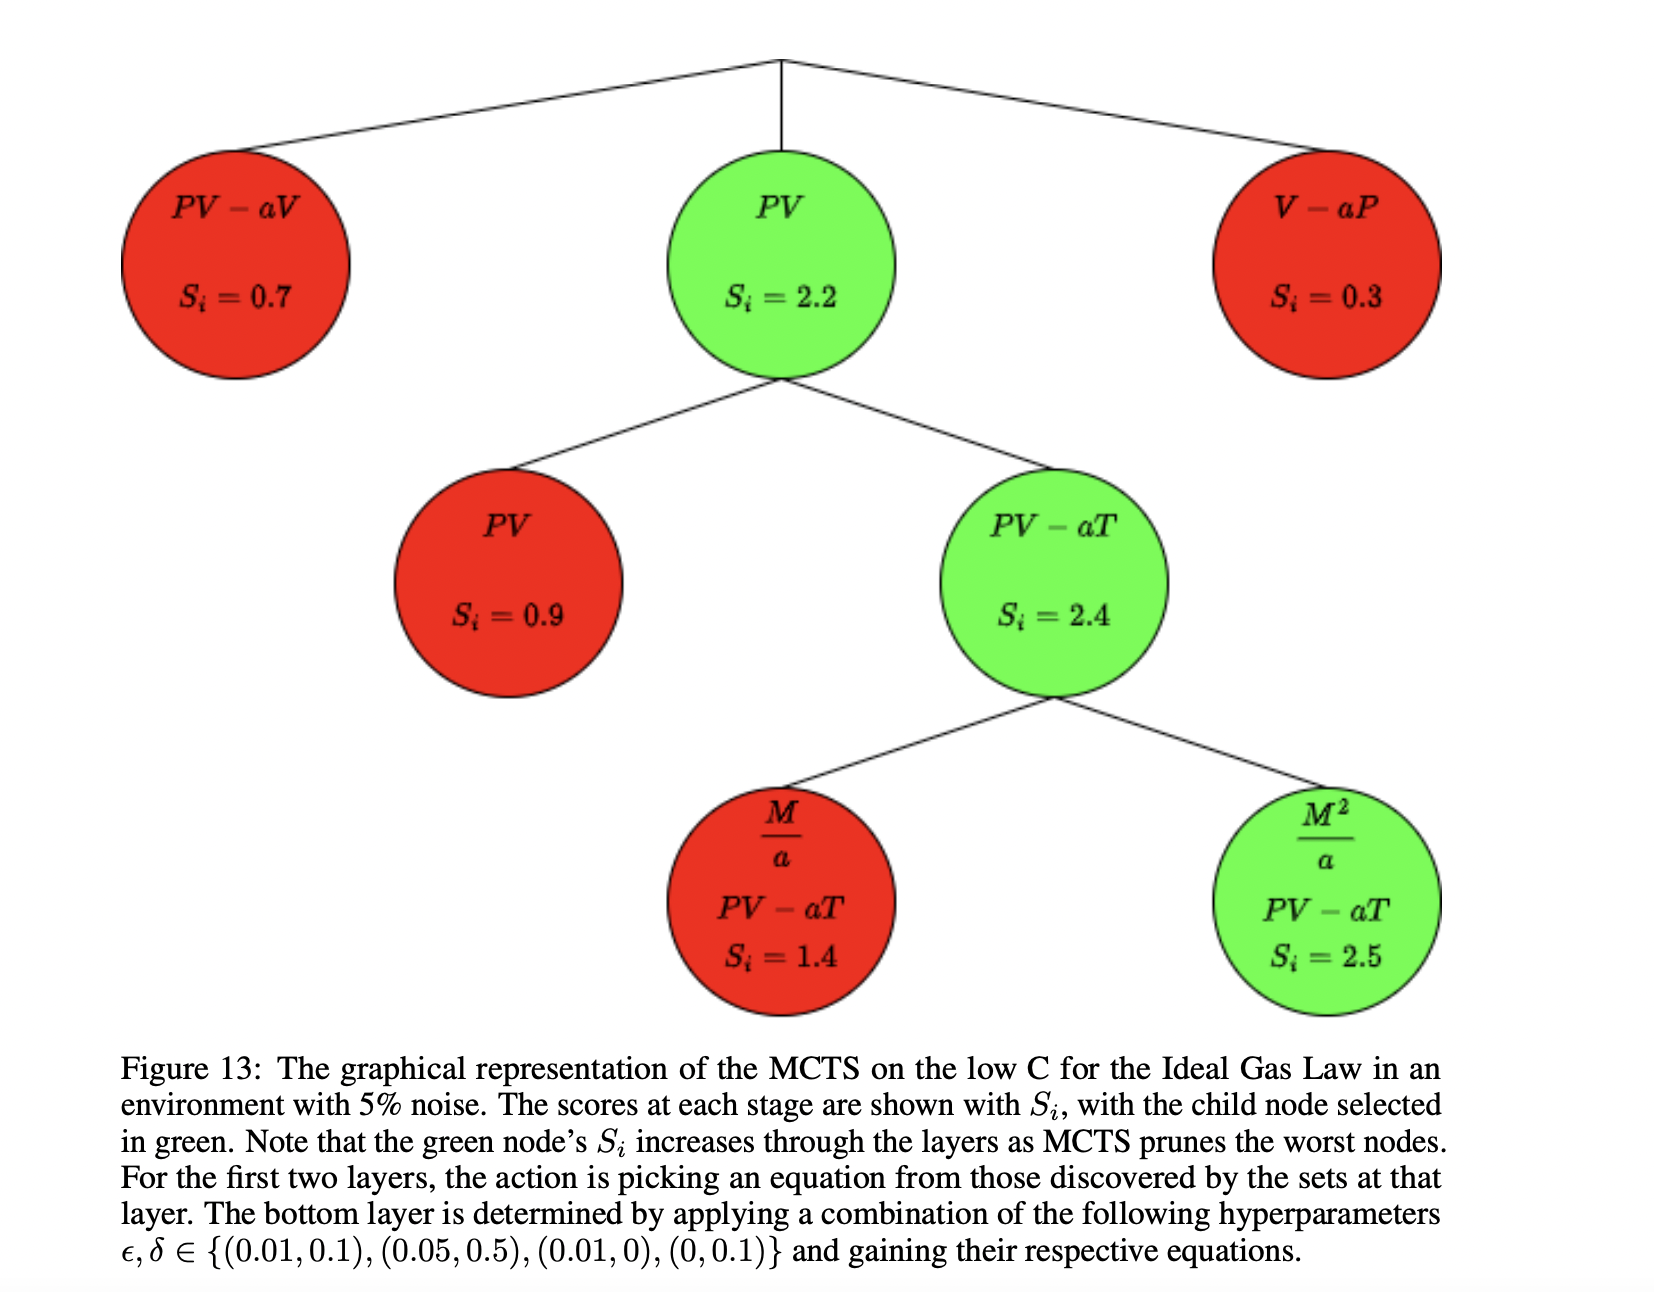 PV − aV
PV
V − aP
S_i = 0.7
S_i = 2.2
S_i = 0.3
PV
PV − aT
S_i = 0.9
S_i = 2.4
M/a
M²/a
PV − aT
PV − aT
S_i = 1.4
S_i = 2.5
Figure 13: The graphical representation of the MCTS on the low C for the Ideal Gas Law in an
environment with 5% noise. The scores at each stage are shown with S_i, with the child node selected
in green. Note that the green node’s S_i increases through the layers as MCTS prunes the worst nodes.
For the first two layers, the action is picking an equation from those discovered by the sets at that
layer. The bottom layer is determined by applying a combination of the following hyperparameters
ϵ, δ ∈ {(0.01, 0.1), (0.05, 0.5), (0.01, 0), (0, 0.1)} and gaining their respective equations.